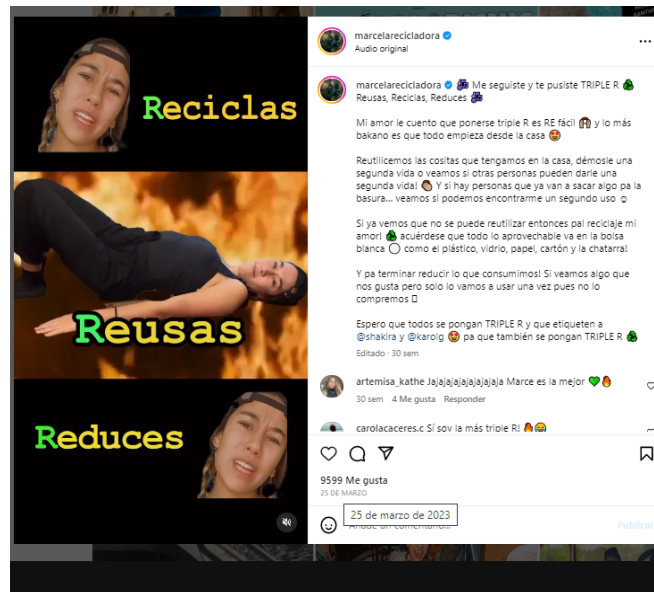 Reciclas
Reusas
Reduces
marcelarecicladora
Audio original
marcelarecicladora Me seguiste y te pusiste TRIPLE R
Reusas, Reciclas, Reduces
Mi amor le cuento que ponerse triple R es RE fácil y lo más
bakano es que todo empieza desde la casa
Reutilicemos las cositas que tengamos en la casa, démosle una
segunda vida o veamos si otras personas pueden darle una
segunda vida! Y si hay personas que ya van a sacar algo pa la
basura... veamos si podemos encontrarme un segundo uso
Si ya vemos que no se puede reutilizar entonces pal reciclaje mi
amor! acuérdese que todo lo aprovechable va en la bolsa
blanca como el plástico, vidrio, papel, cartón y la chatarra!
Y pa terminar reducir lo que consumimos! Si veamos algo que
nos gusta pero solo lo vamos a usar una vez pues no lo
compremos
Espero que todos se pongan TRIPLE R y que etiqueten a
@shakira y @karolg pa que también se pongan TRIPLE R
Editado · 30 sem
artemisa_kathe Jajajajajajajajajaja Marce es la mejor
30 sem 4 Me gusta Responder
carolacaceres.c Sí soy la más triple R!
9599 Me gusta
25 DE MARZO
25 de marzo de 2023
Añade un comentario...
Publicar